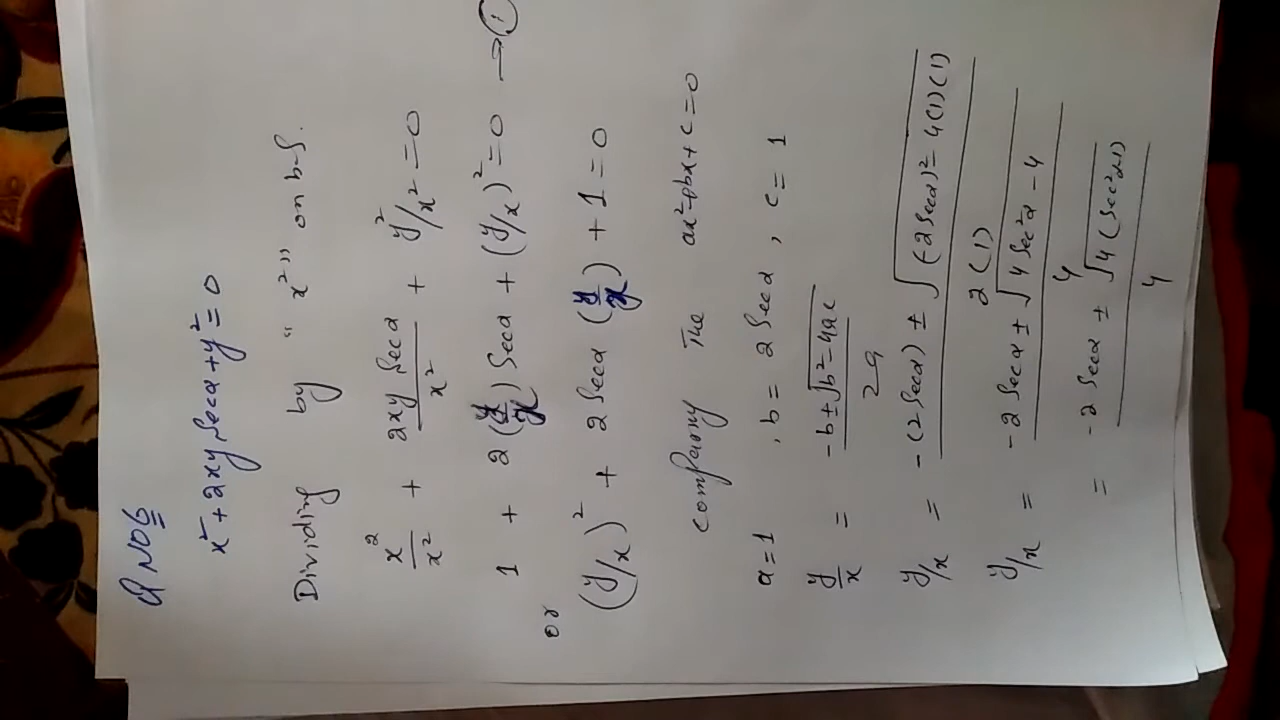 Q NO 6
x² + 2xy Secα + y² = 0
Dividing by "x²" on b-s.
x²/x² + 2xy Secα/x² + y²/x² = 0
1 + 2(y/x) Secα + (y/x)² = 0 → ①
or
(y/x)² + 2 Secα (y/x) + 1 = 0
The ax² + bx + c = 0
a = 1 , b = 2 Secα , c = 1
y/x = -b ± √b² - 4ac / 2a
y/x = -(2 Secα) ± √(2 Secα)² - 4(1)(1) / 2(1)
y/x = -2 Secα ± √4 Sec²α - 4 / 4
= -2 Secα ± √4(Sec²α-1) / 4